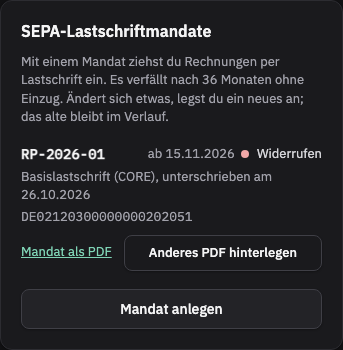 SEPA-Lastschriftmandate
Mit einem Mandat ziehst du Rechnungen per
Lastschrift ein. Es verfällt nach 36 Monaten ohne
Einzug. Ändert sich etwas, legst du ein neues an;
das alte bleibt im Verlauf.
RP-2026-01 ab 15.11.2026 Widerrufen
Basislastschrift (CORE), unterschrieben am
26.10.2026
DE02120300000000202051
Mandat als PDF Anderes PDF hinterlegen
Mandat anlegen